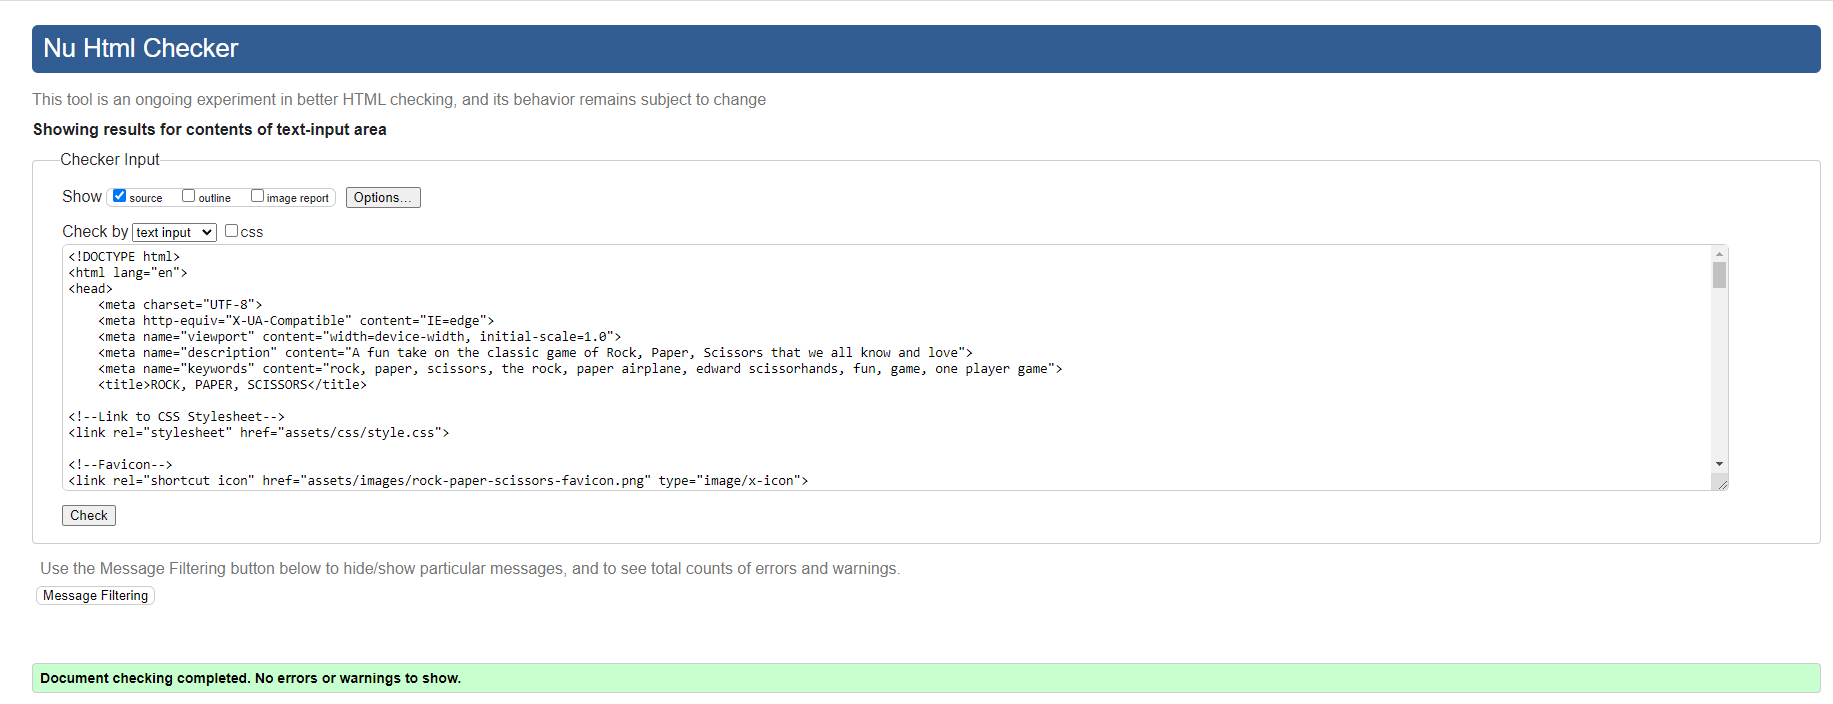 Nu Html Checker
This tool is an ongoing experiment in better HTML checking, and its behavior remains subject to change
Showing results for contents of text-input area
Checker Input
Show source outline image report Options...
Check by text input css
<!DOCTYPE html>
<html lang="en">
<head>
    <meta charset="UTF-8">
    <meta http-equiv="X-UA-Compatible" content="IE=edge">
    <meta name="viewport" content="width=device-width, initial-scale=1.0">
    <meta name="description" content="A fun take on the classic game of Rock, Paper, Scissors that we all know and love">
    <meta name="keywords" content="rock, paper, scissors, the rock, paper airplane, edward scissorhands, fun, game, one player game">
    <title>ROCK, PAPER, SCISSORS</title>
<!--Link to CSS Stylesheet-->
<link rel="stylesheet" href="assets/css/style.css">
<!--Favicon-->
<link rel="shortcut icon" href="assets/images/rock-paper-scissors-favicon.png" type="image/x-icon">
Check
Use the Message Filtering button below to hide/show particular messages, and to see total counts of errors and warnings.
Message Filtering
Document checking completed. No errors or warnings to show.